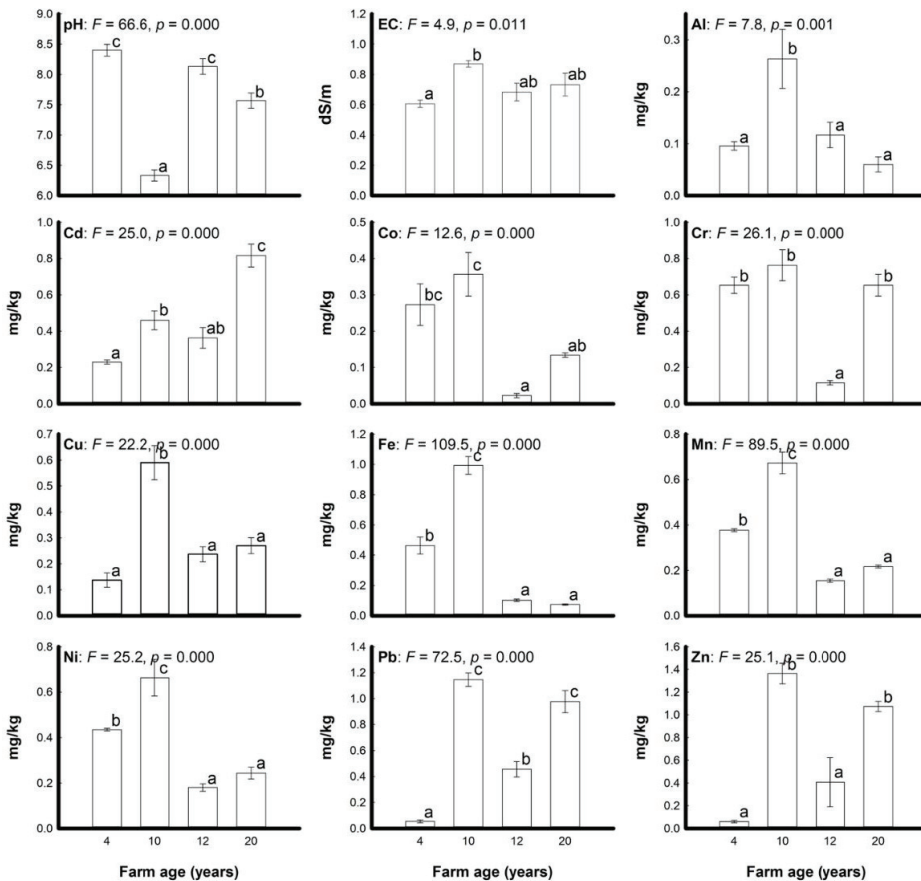 pH: F = 66.6, p = 0.000
9.0
8.5
8.0
7.5
7.0
6.5
6.0
c
a
c
b
EC: F = 4.9, p = 0.011
dS/m
1.2
1.0
0.8
0.6
0.4
0.2
0.0
a
b
ab
ab
Al: F = 7.8, p = 0.001
mg/kg
0.3
0.2
0.1
0.0
a
b
a
a
Cd: F = 25.0, p = 0.000
mg/kg
1.0
0.8
0.6
0.4
0.2
0.0
a
b
ab
c
Co: F = 12.6, p = 0.000
mg/kg
0.5
0.4
0.3
0.2
0.1
0.0
bc
c
a
ab
Cr: F = 26.1, p = 0.000
mg/kg
1.0
0.8
0.6
0.4
0.2
0.0
b
b
a
b
Cu: F = 22.2, p = 0.000
mg/kg
0.7
0.6
0.5
0.4
0.3
0.2
0.1
0.0
a
b
a
a
Fe: F = 109.5, p = 0.000
mg/kg
1.2
1.0
0.8
0.6
0.4
0.2
0.0
b
c
a
a
Mn: F = 89.5, p = 0.000
mg/kg
0.8
0.6
0.4
0.2
0.0
b
c
a
a
Ni: F = 25.2, p = 0.000
mg/kg
0.8
0.6
0.4
0.2
0.0
b
c
a
a
4 10 12 20
Farm age (years)
Pb: F = 72.5, p = 0.000
mg/kg
1.4
1.2
1.0
0.8
0.6
0.4
0.2
0.0
a
c
b
c
4 10 12 20
Farm age (years)
Zn: F = 25.1, p = 0.000
mg/kg
1.6
1.4
1.2
1.0
0.8
0.6
0.4
0.2
0.0
a
b
a
b
4 10 12 20
Farm age (years)